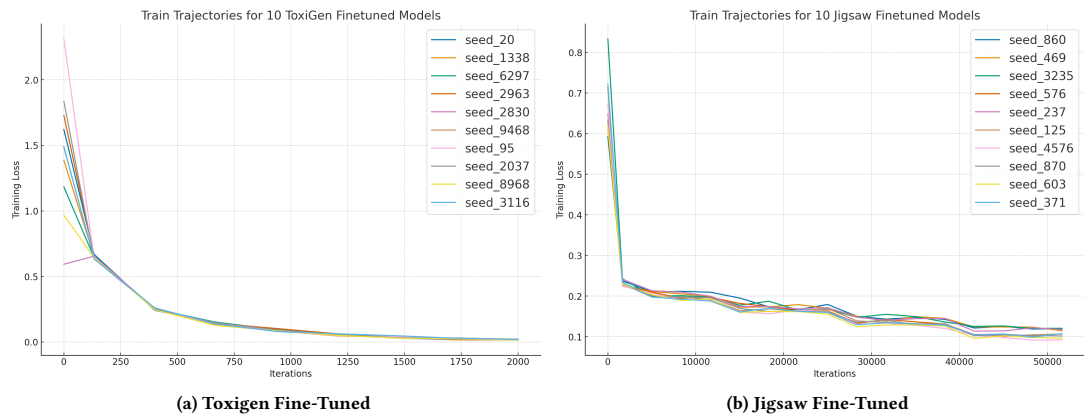 Train Trajectories for 10 ToxiGen Finetuned Models
Training Loss
2.0
1.5
1.0
0.5
0.0
seed_20
seed_1338
seed_6297
seed_2963
seed_2830
seed_9468
seed_95
seed_2037
seed_8968
seed_3116
0
250
500
750
1000
1250
1500
1750
2000
Iterations
(a) Toxigen Fine-Tuned
Train Trajectories for 10 Jigsaw Finetuned Models
Training Loss
0.8
0.7
0.6
0.5
0.4
0.3
0.2
0.1
seed_860
seed_469
seed_3235
seed_576
seed_237
seed_125
seed_4576
seed_870
seed_603
seed_371
0
10000
20000
30000
40000
50000
Iterations
(b) Jigsaw Fine-Tuned